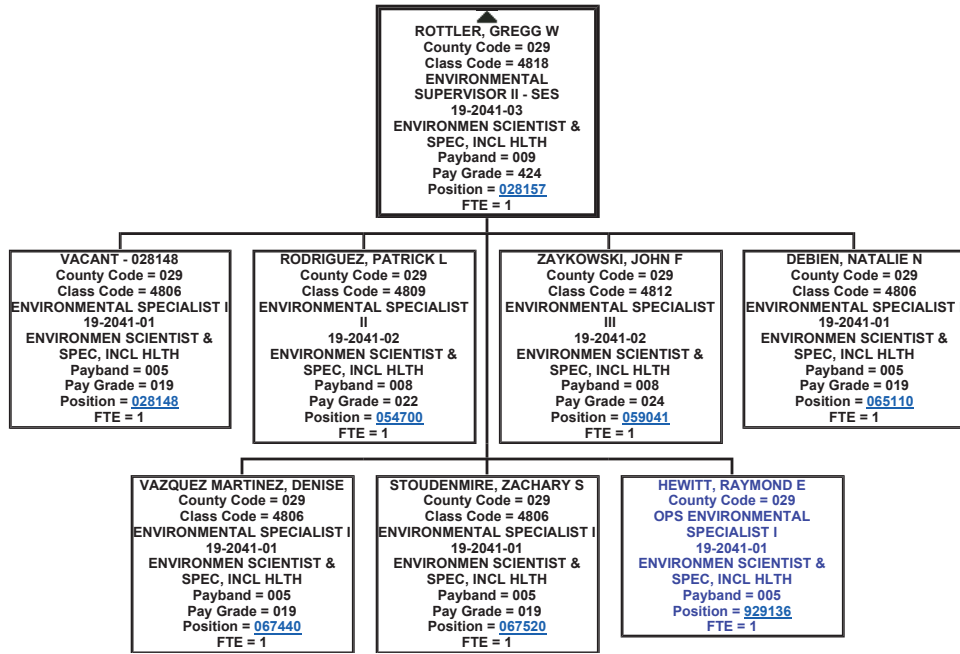 ROTTLER, GREGG W
County Code = 029
Class Code = 4818
ENVIRONMENTAL
SUPERVISOR II - SES
19-2041-03
ENVIRONMEN SCIENTIST &
SPEC, INCL HLTH
Payband = 009
Pay Grade = 424
Position = 028157
FTE = 1
VACANT - 028148
County Code = 029
Class Code = 4806
ENVIRONMENTAL SPECIALIST I
19-2041-01
ENVIRONMEN SCIENTIST &
SPEC, INCL HLTH
Payband = 005
Pay Grade = 019
Position = 028148
FTE = 1
RODRIGUEZ, PATRICK L
County Code = 029
Class Code = 4809
ENVIRONMENTAL SPECIALIST
II
19-2041-02
ENVIRONMEN SCIENTIST &
SPEC, INCL HLTH
Payband = 008
Pay Grade = 022
Position = 054700
FTE = 1
ZAYKOWSKI, JOHN F
County Code = 029
Class Code = 4812
ENVIRONMENTAL SPECIALIST
III
19-2041-02
ENVIRONMEN SCIENTIST &
SPEC, INCL HLTH
Payband = 008
Pay Grade = 024
Position = 059041
FTE = 1
DEBIEN, NATALIE N
County Code = 029
Class Code = 4806
ENVIRONMENTAL SPECIALIST I
19-2041-01
ENVIRONMEN SCIENTIST &
SPEC, INCL HLTH
Payband = 005
Pay Grade = 019
Position = 065110
FTE = 1
VAZQUEZ MARTINEZ, DENISE
County Code = 029
Class Code = 4806
ENVIRONMENTAL SPECIALIST I
19-2041-01
ENVIRONMEN SCIENTIST &
SPEC, INCL HLTH
Payband = 005
Pay Grade = 019
Position = 067440
FTE = 1
STOUDENMIRE, ZACHARY S
County Code = 029
Class Code = 4806
ENVIRONMENTAL SPECIALIST I
19-2041-01
ENVIRONMEN SCIENTIST &
SPEC, INCL HLTH
Payband = 005
Pay Grade = 019
Position = 067520
FTE = 1
HEWITT, RAYMOND E
County Code = 029
OPS ENVIRONMENTAL
SPECIALIST I
19-2041-01
ENVIRONMEN SCIENTIST &
SPEC, INCL HLTH
Payband = 005
Position = 929136
FTE = 1